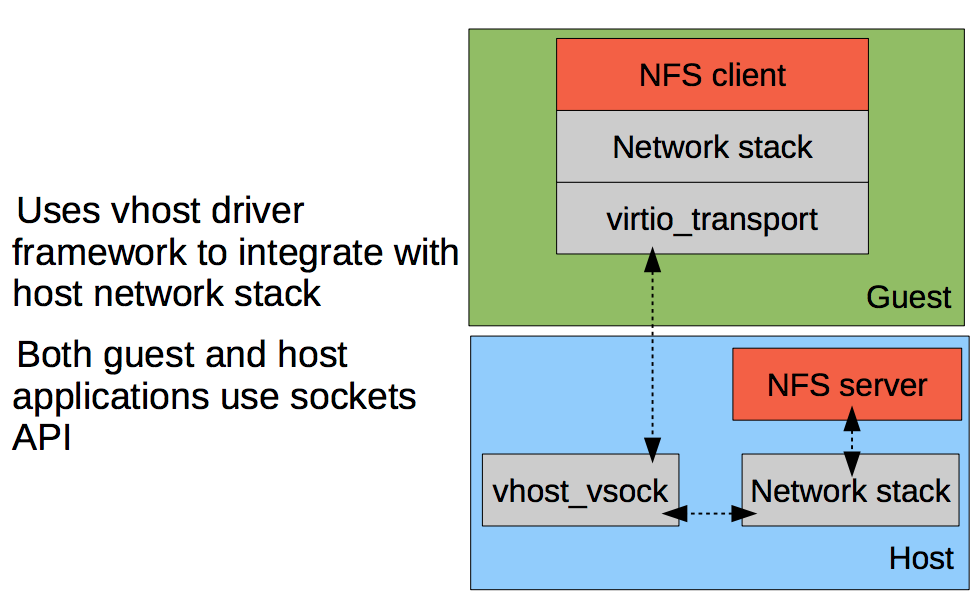 Uses vhost driver
framework to integrate with
host network stack
Both guest and host
applications use sockets
API
NFS client
Network stack
virtio_transport
Guest
NFS server
vhost_vsock
Network stack
Host